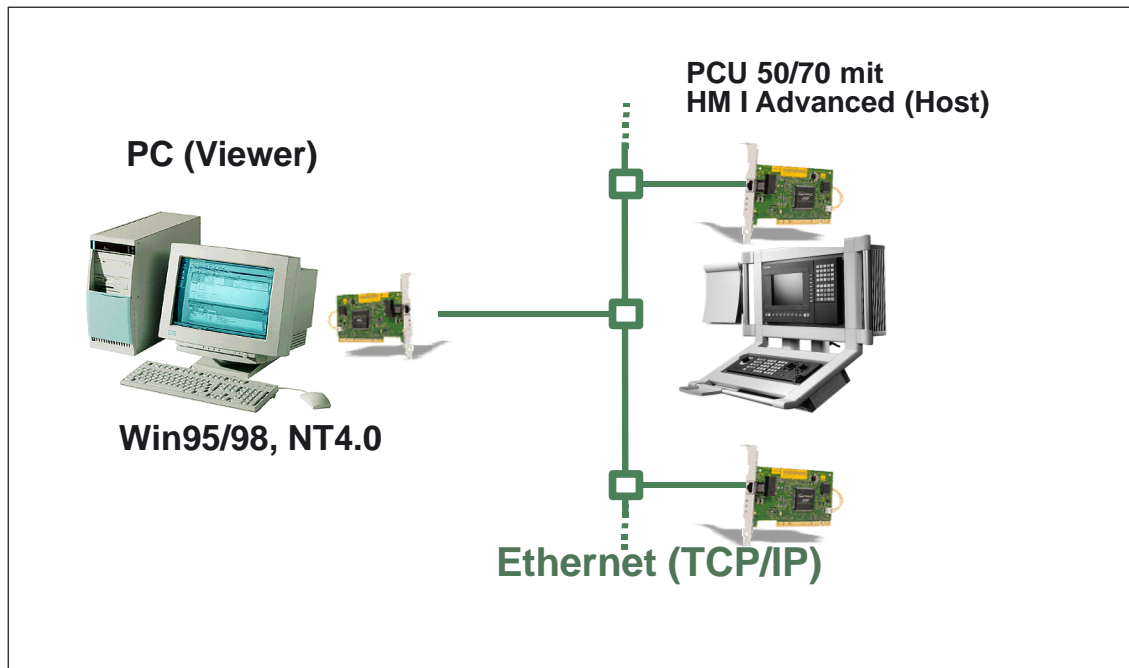 PCU 50/70 mit
HM I Advanced (Host)
PC (Viewer)
Win95/98, NT4.0
Ethernet (TCP/IP)